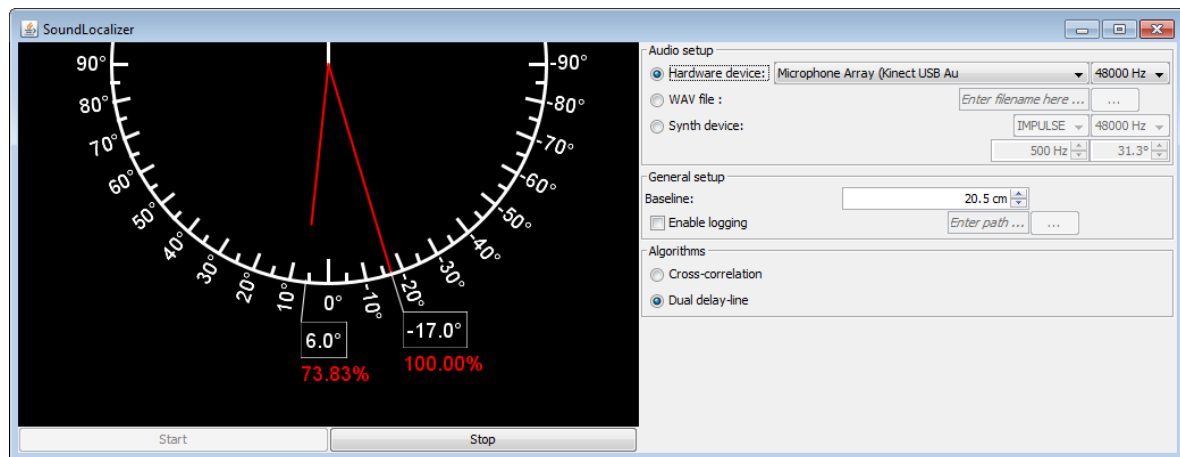 SoundLocalizer
90°
80°
70°
60°
50°
40°
30°
20°
10°
0°
-10°
-20°
-30°
-40°
-50°
-60°
-70°
-80°
-90°
6.0°
73.83%
-17.0°
100.00%
Start
Stop
Audio setup
Hardware device: Microphone Array (Kinect USB Au 48000 Hz
WAV file : Enter filename here ... ...
Synth device: IMPULSE 48000 Hz
500 Hz 31.3°
General setup
Baseline: 20.5 cm
Enable logging Enter path ... ...
Algorithms
Cross-correlation
Dual delay-line